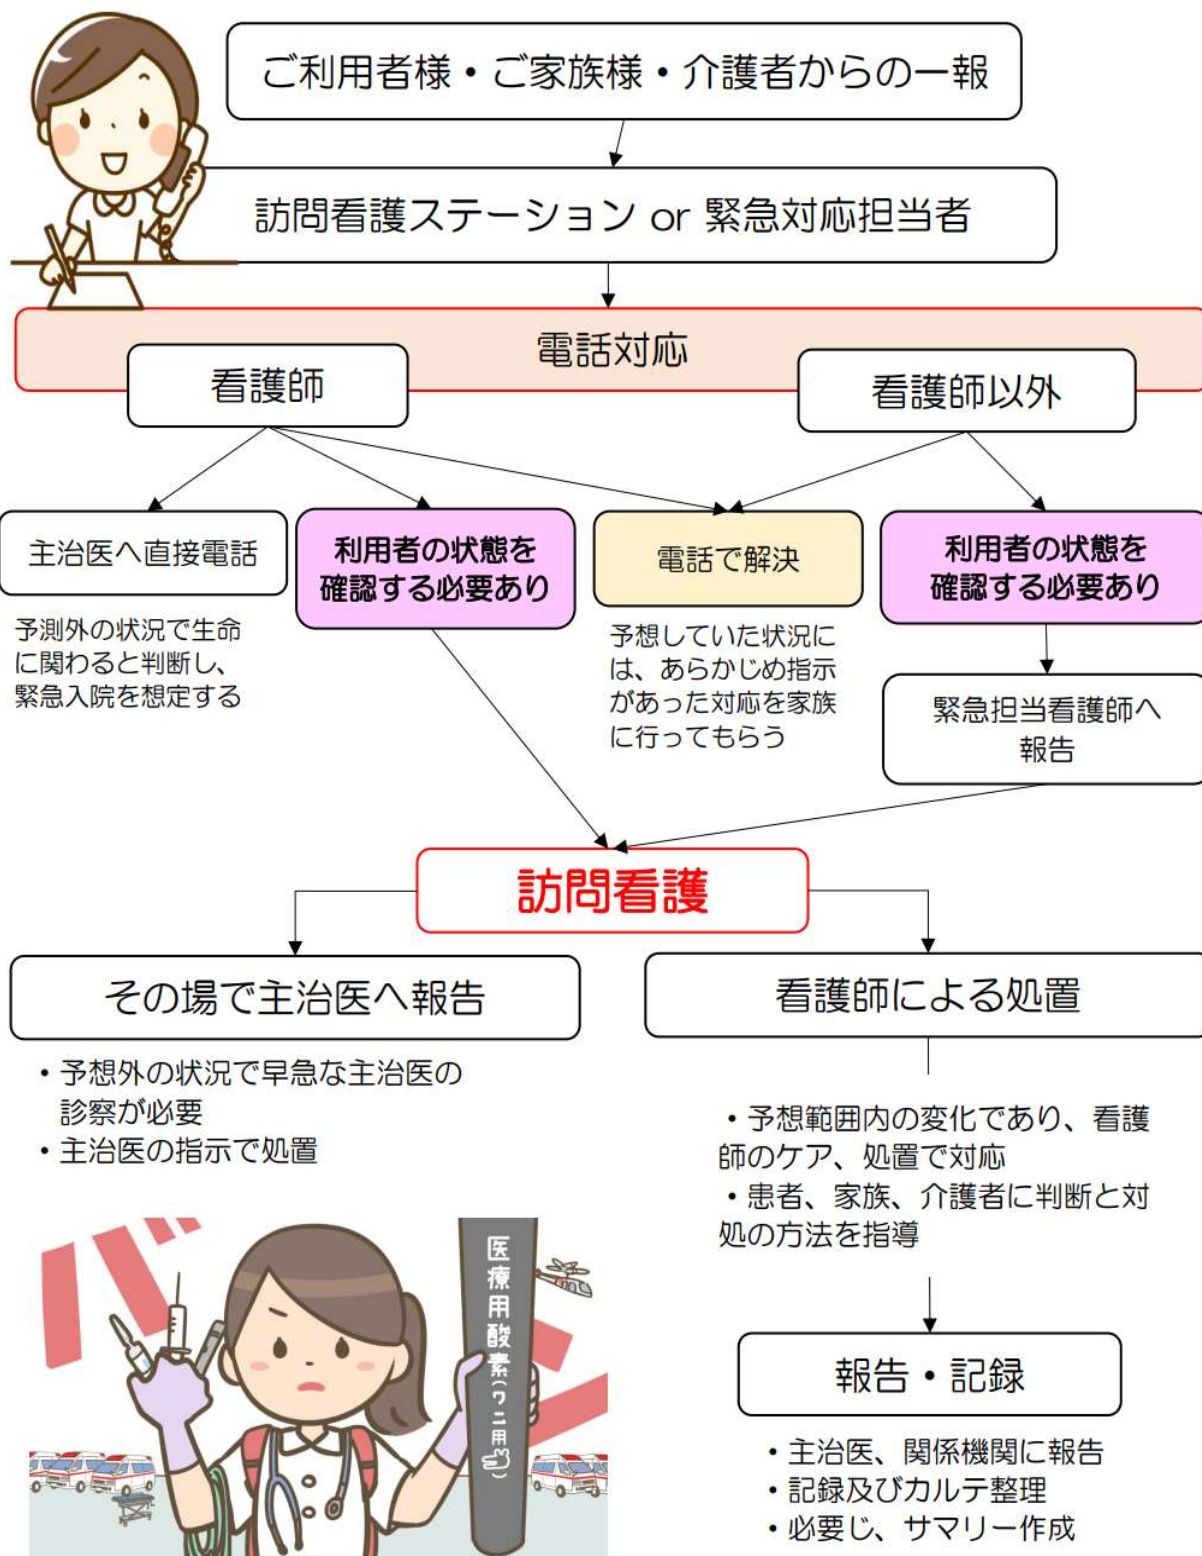 ご利用者様・ご家族様・介護者からの一報
訪問看護ステーション or 緊急対応担当者
電話対応
看護師
看護師以外
主治医へ直接電話
予測外の状況で生命
に関わると判断し、
緊急入院を想定する
利用者の状態を
確認する必要あり
電話で解決
予想していた状況に
は、あらかじめ指示
があった対応を家族
に行ってもらう
利用者の状態を
確認する必要あり
緊急担当看護師へ
報告
訪問看護
その場で主治医へ報告
・予想外の状況で早急な主治医の
診察が必要
・主治医の指示で処置
看護師による処置
・予想範囲内の変化であり、看護
師のケア、処置で対応
・患者、家族、介護者に判断と対
処の方法を指導
報告・記録
・主治医、関係機関に報告
・記録及びカルテ整理
・必要じ、サマリー作成
バーン
医療用酸素(ワニ用)